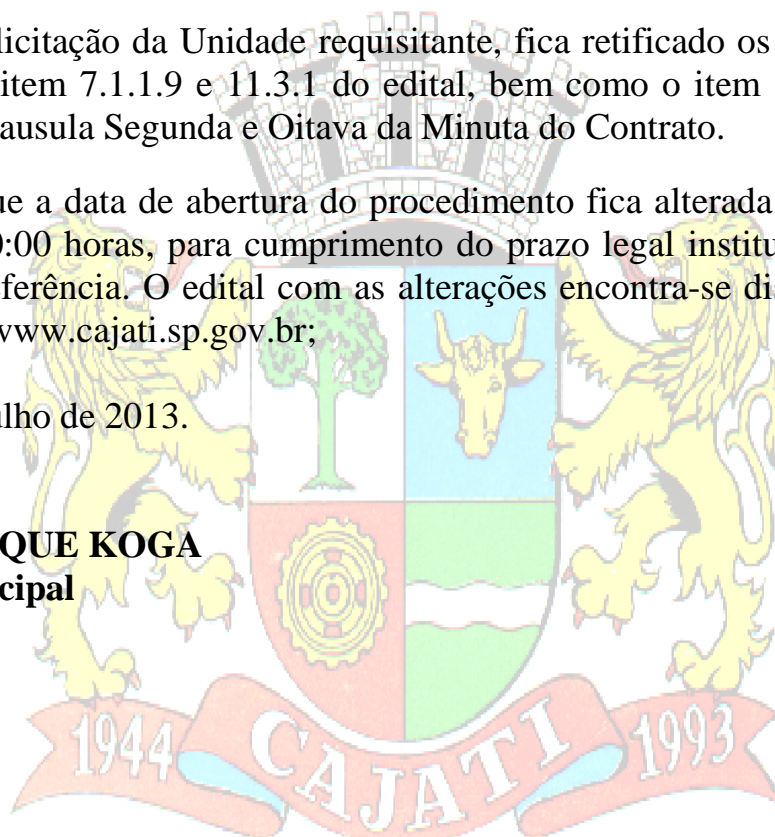 licitação da Unidade requisitante, fica retificado os
item 7.1.1.9 e 11.3.1 do edital, bem como o item
ausula Segunda e Oitava da Minuta do Contrato.
ue a data de abertura do procedimento fica alterada
:00 horas, para cumprimento do prazo legal institu
ferência. O edital com as alterações encontra-se di
www.cajati.sp.gov.br;
ulho de 2013.
QUE KOGA
cipal
1944 CAJATI 1993